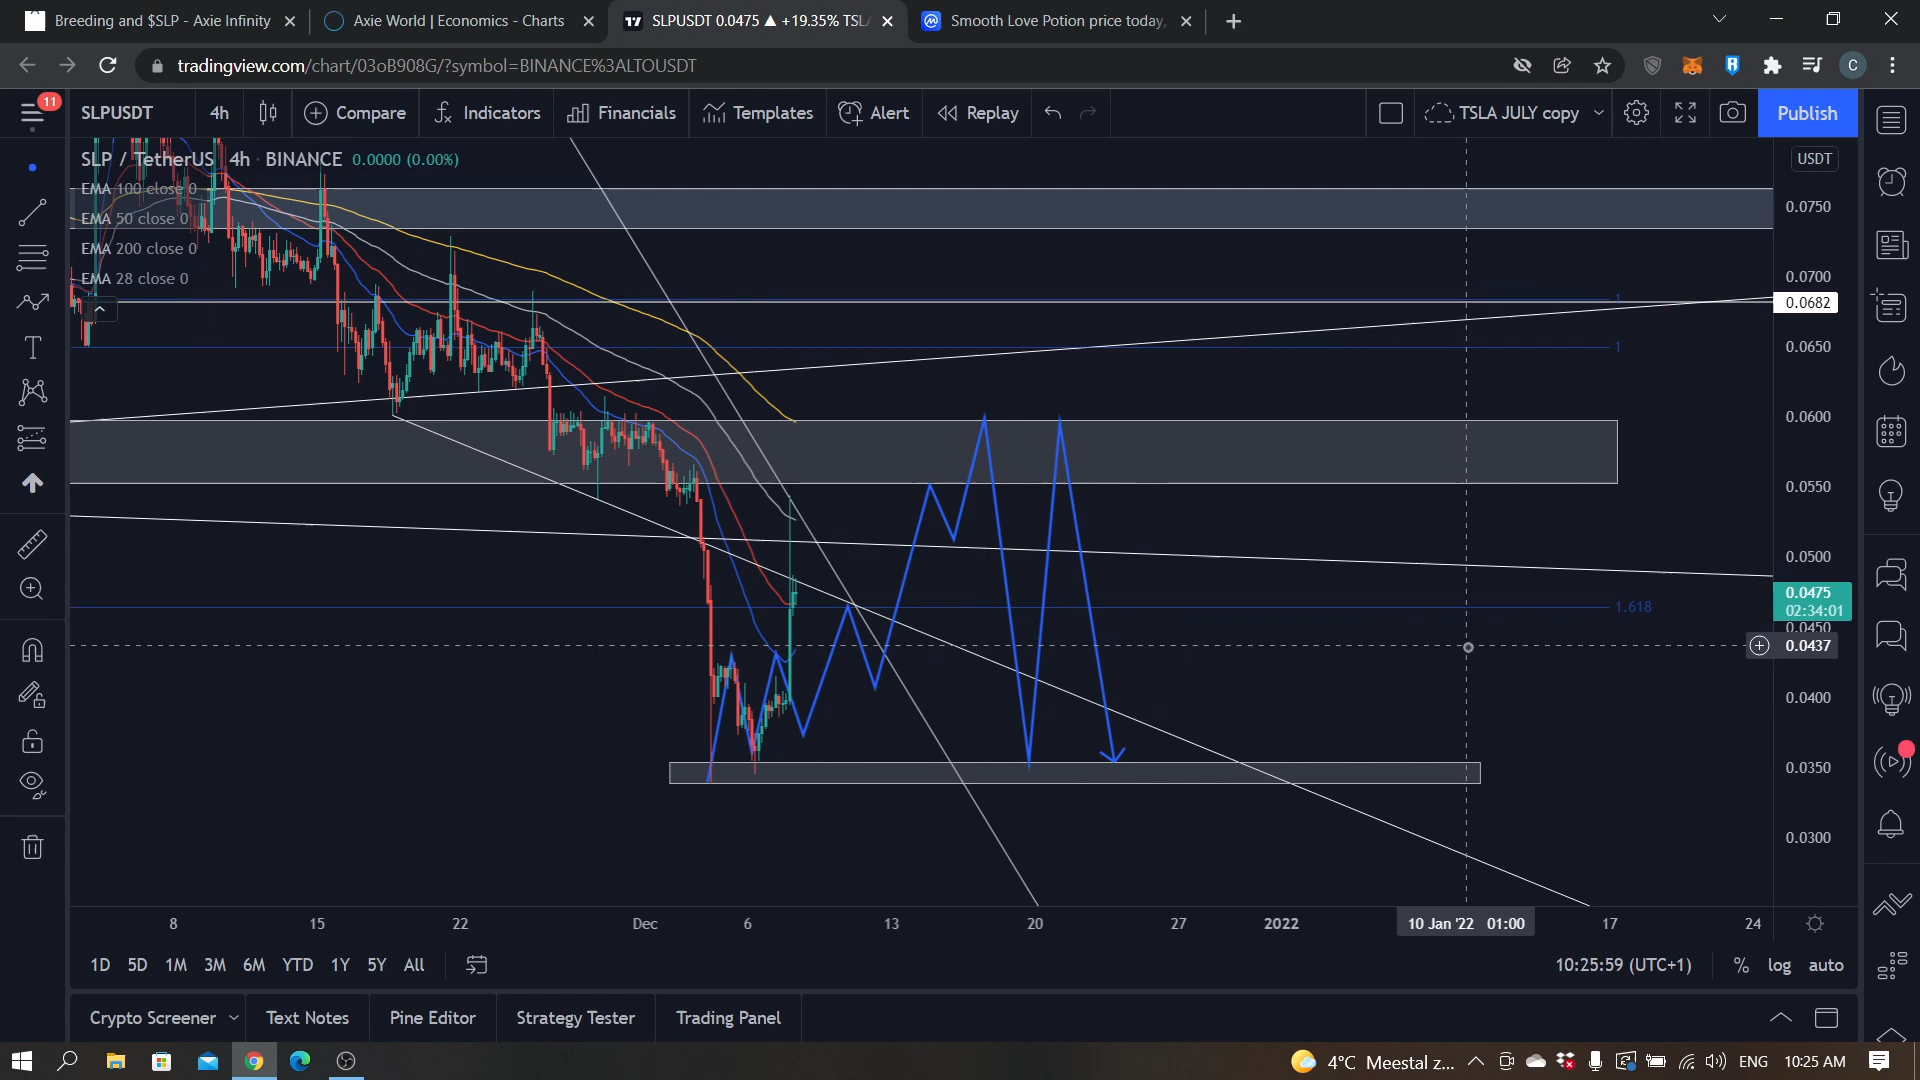 Breeding and $SLP - Axie Infinity
Axie World | Economics - Charts
SLPUSDT 0.0475 ▲ +19.35% TSLA
Smooth Love Potion price today,
tradingview.com/chart/03oB908G/?symbol=BINANCE%3ALTOUSDT
C
11
SLPUSDT
4h
Compare
Indicators
Financials
Templates
Alert
Replay
TSLA JULY copy
Publish
SLP / TetherUS 4h · BINANCE 0.0000 (0.00%)
USDT
EMA 100 close 0
EMA 50 close 0
EMA 200 close 0
EMA 28 close 0
0.0750
0.0700
1
0.0682
0.0650
1
0.0600
0.0550
0.0500
0.0475
02:34:01
1.618
0.0450
0.0437
0.0400
0.0350
0.0300
8
15
22
Dec
6
13
20
27
2022
10 Jan '22 01:00
17
24
1D 5D 1M 3M 6M YTD 1Y 5Y All
10:25:59 (UTC+1)
% log auto
Crypto Screener
Text Notes
Pine Editor
Strategy Tester
Trading Panel
4°C Meestal z...
ENG
10:25 AM